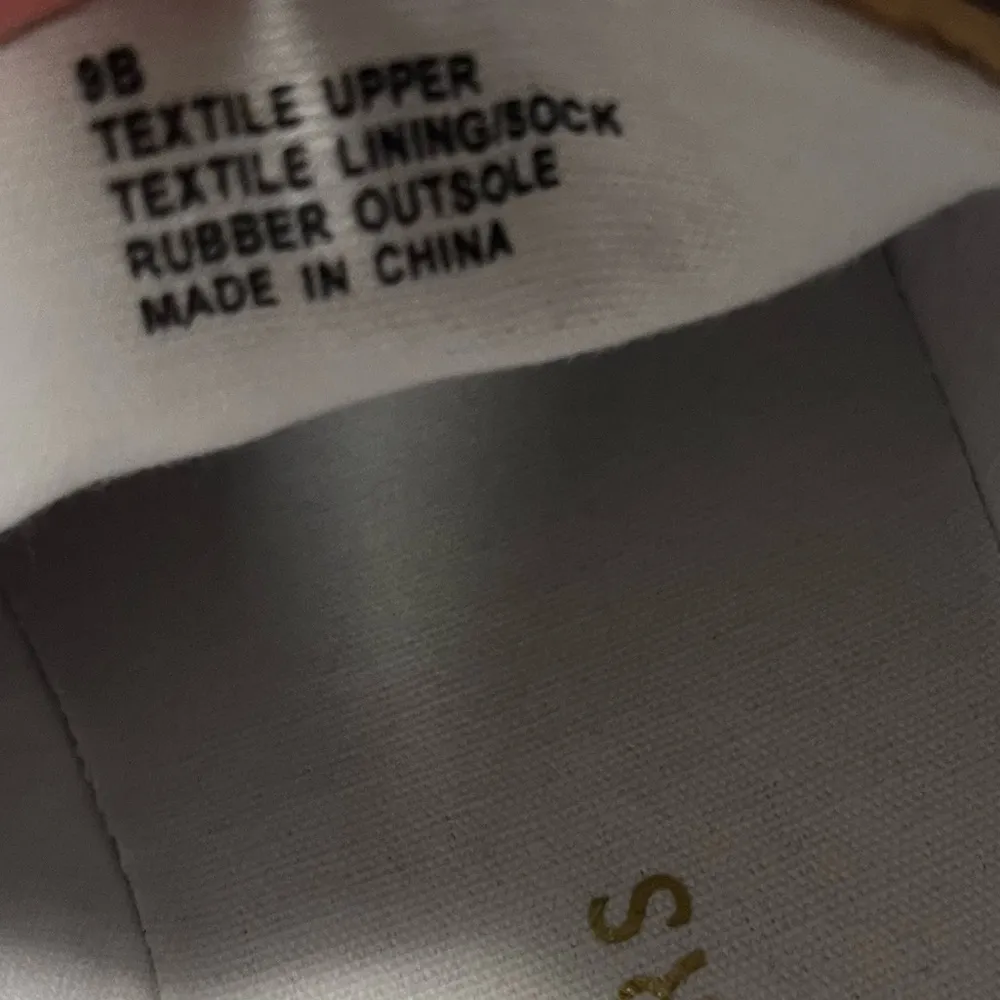 9B
TEXTILE UPPER
TEXTILE LINING/SOCK
RUBBER OUTSOLE
MADE IN CHINA
S